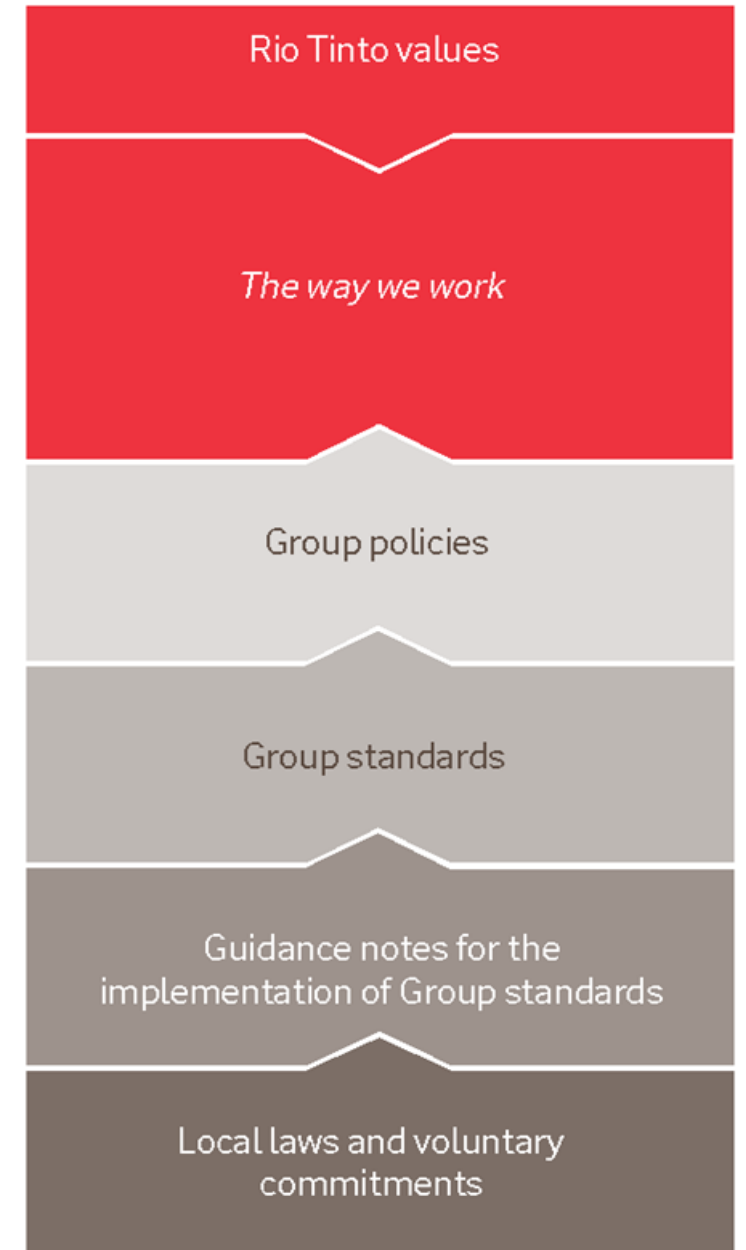 Rio Tinto values
The way we work
Group policies
Group standards
Guidance notes for the
implementation of Group standards
Local laws and voluntary
commitments